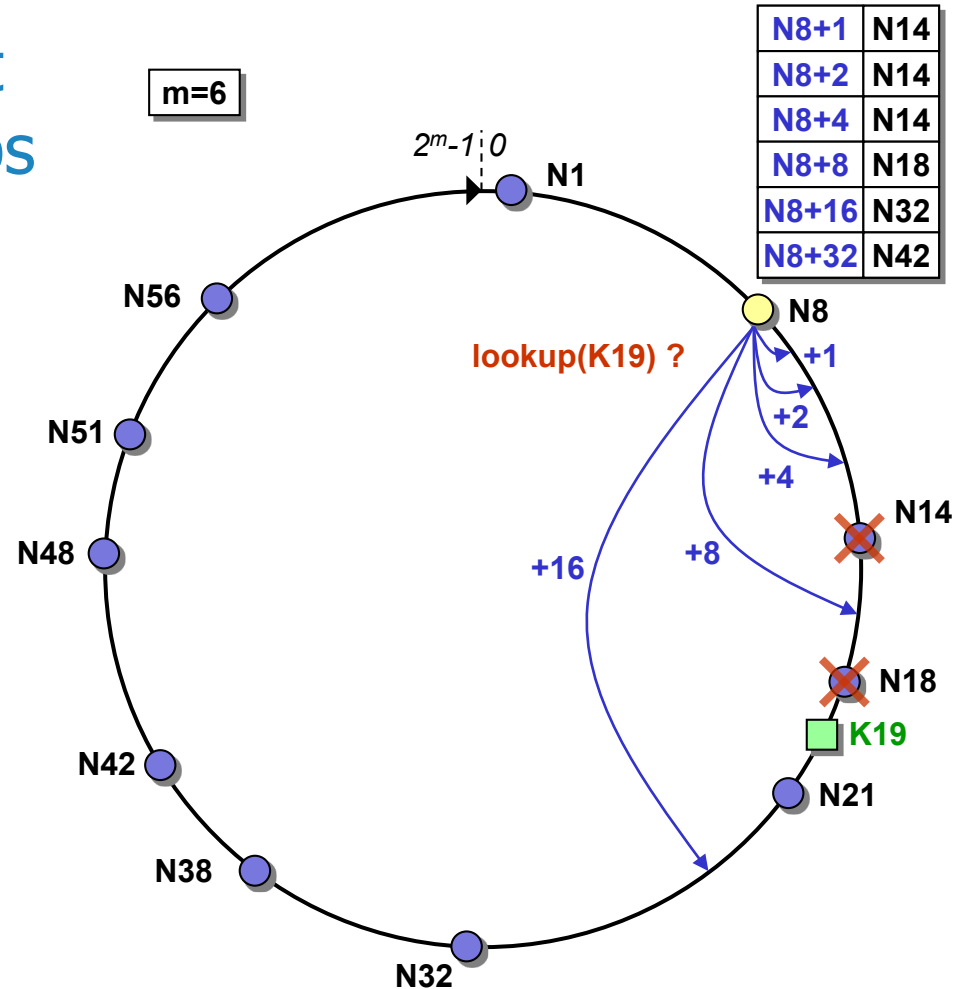 m=6
N8+1 N14
N8+2 N14
N8+4 N14
N8+8 N18
N8+16 N32
N8+32 N42
2^m-1 0
N1
N56
N8
lookup(K19) ?
+1
+2
N51
+4
N14
N48
+16
+8
N18
K19
N42
N21
N38
N32